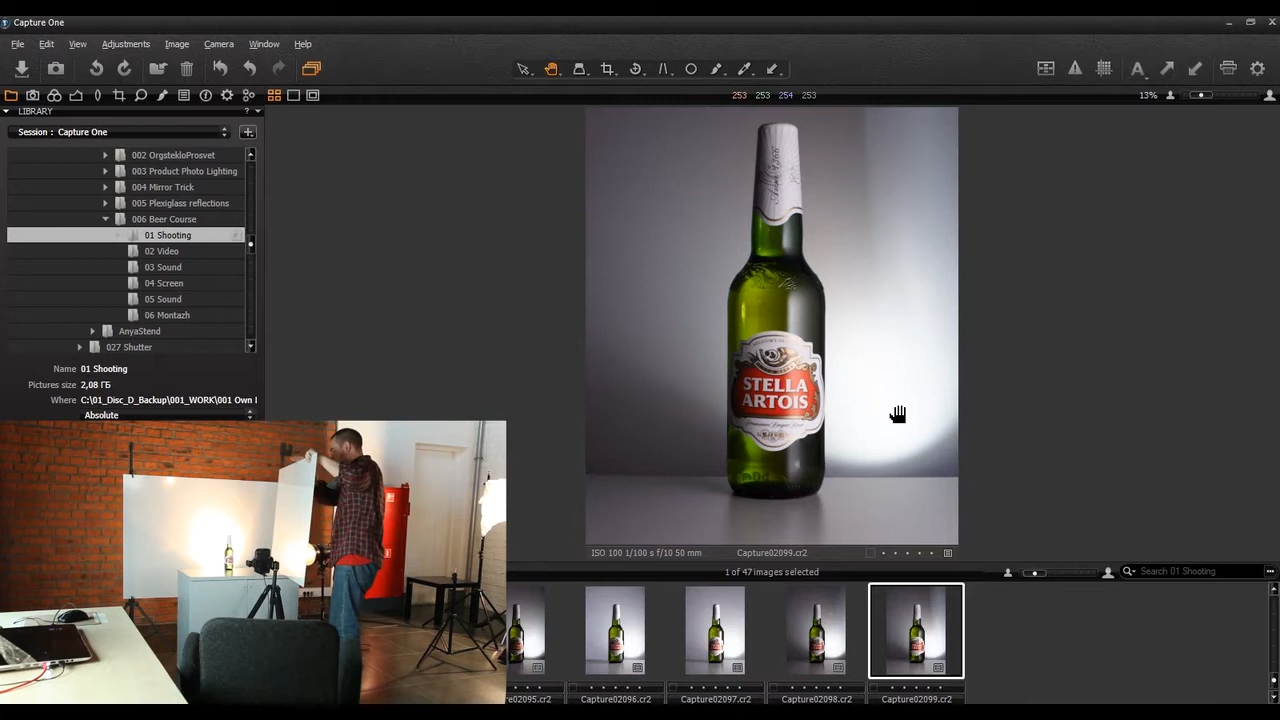 Capture One
File Edit View Adjustments Image Camera Window Help
253 253 254 253
13%
LIBRARY
? 
Session : Capture One
002 OrgstekloProsvet
003 Product Photo Lighting
004 Mirror Trick
005 Plexiglass reflections
006 Beer Course
01 Shooting
02 Video
03 Sound
04 Screen
05 Sound
06 Montazh
AnyaStend
027 Shutter
Name 01 Shooting
Pictures size 2,08 ГБ
Where C:\01_Disc_D_Backup\001_WORK\001 Own I
Absolute
STELLA
ARTOIS
ISO 100 1/100 s f/10 50 mm
Capture02099.cr2
1 of 47 images selected
Search 01 Shooting
02095.cr2
Capture02096.cr2
Capture02097.cr2
Capture02098.cr2
Capture02099.cr2